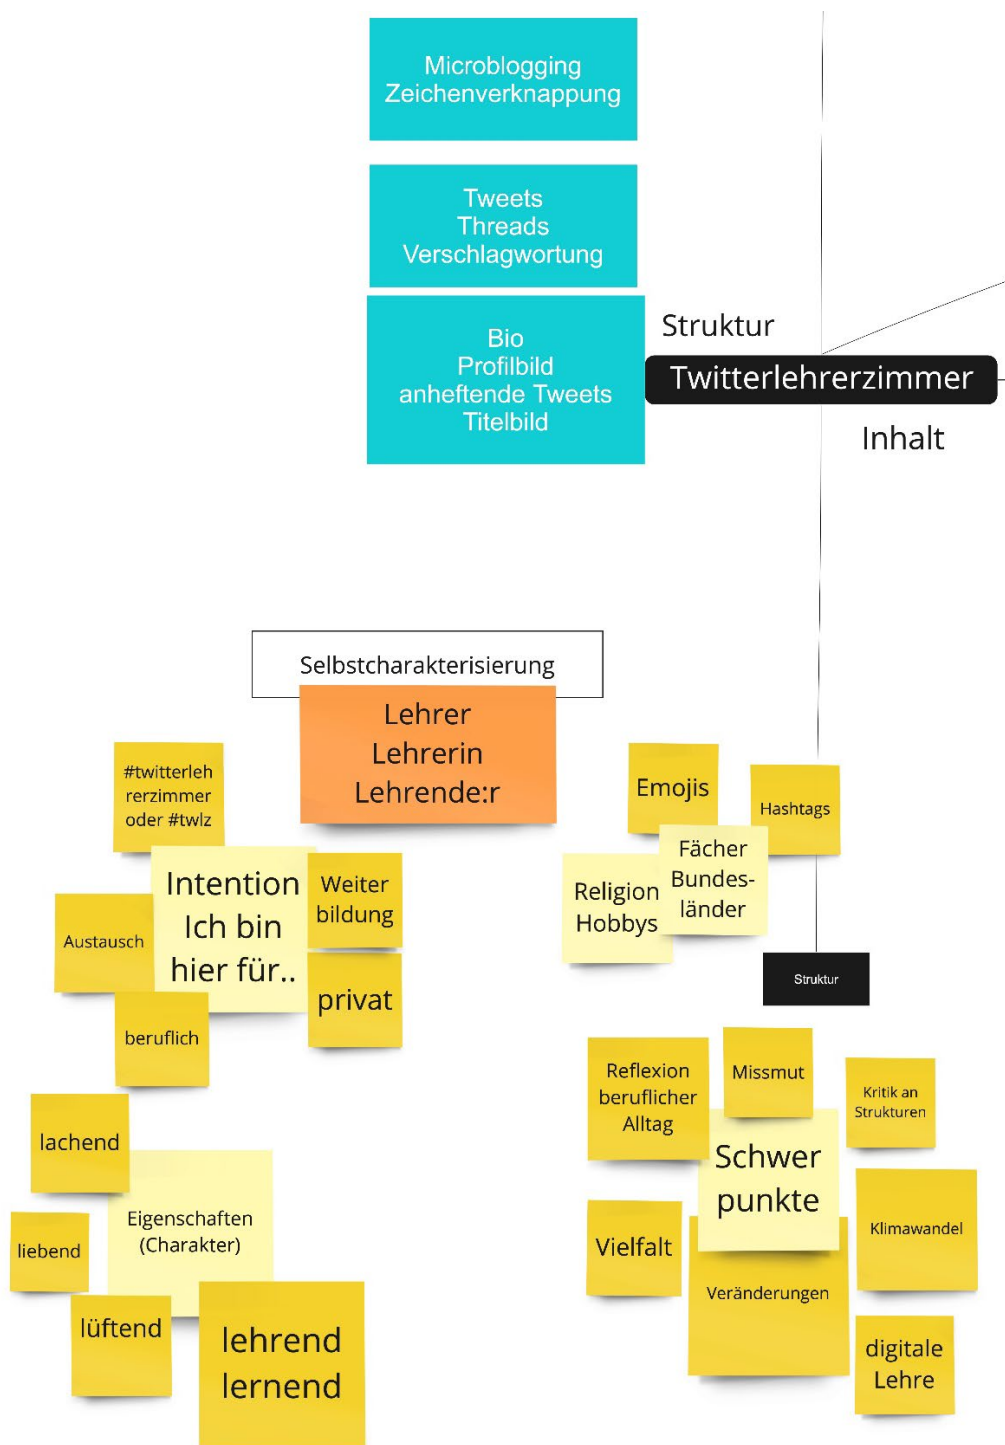 Microblogging
Zeichenverknappung
Tweets
Threads
Verschlagwortung
Bio
Profilbild
anheftende Tweets
Titelbild
Struktur
Twitterlehrerzimmer
Inhalt
Selbstcharakterisierung
Lehrer
Lehrerin
Lehrende:r
#twitterleh
rerzimmer
oder #twlz
Intention
Ich bin
hier für..
Weiter
bildung
Austausch
privat
beruflich
Emojis
Hashtags
Fächer
Bundes-
länder
Religion
Hobbys
Struktur
lachend
Eigenschaften
(Charakter)
liebend
lüftend
lehrend
lernend
Reflexion
beruflicher
Alltag
Missmut
Kritik an
Strukturen
Schwer
punkte
Vielfalt
Klimawandel
Veränderungen
digitale
Lehre